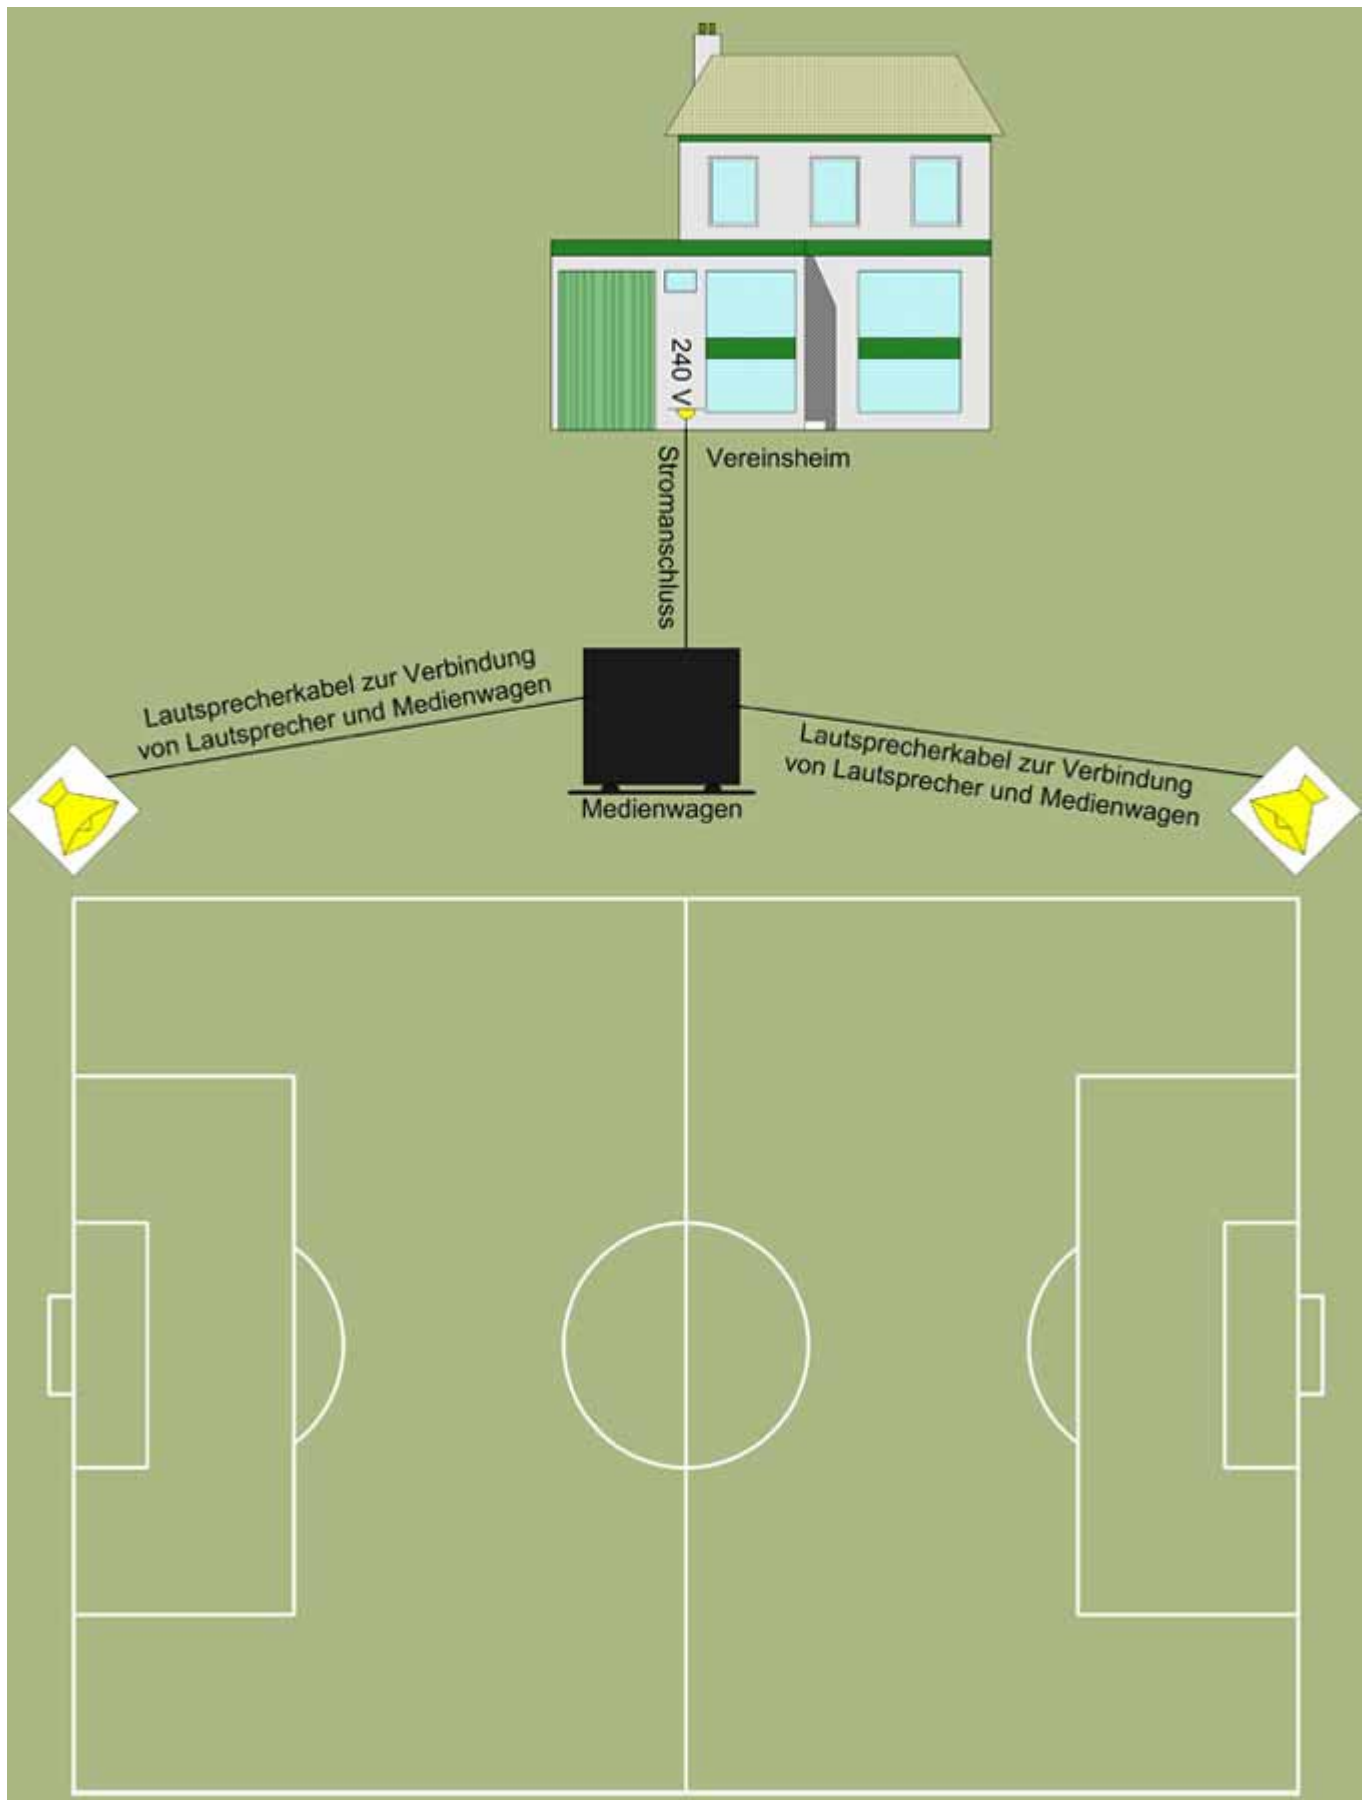 240 V
Vereinsheim
Stromanschluss
Lautsprecherkabel zur Verbindung
von Lautsprecher und Medienwagen
Lautsprecherkabel zur Verbindung
von Lautsprecher und Medienwagen
Medienwagen